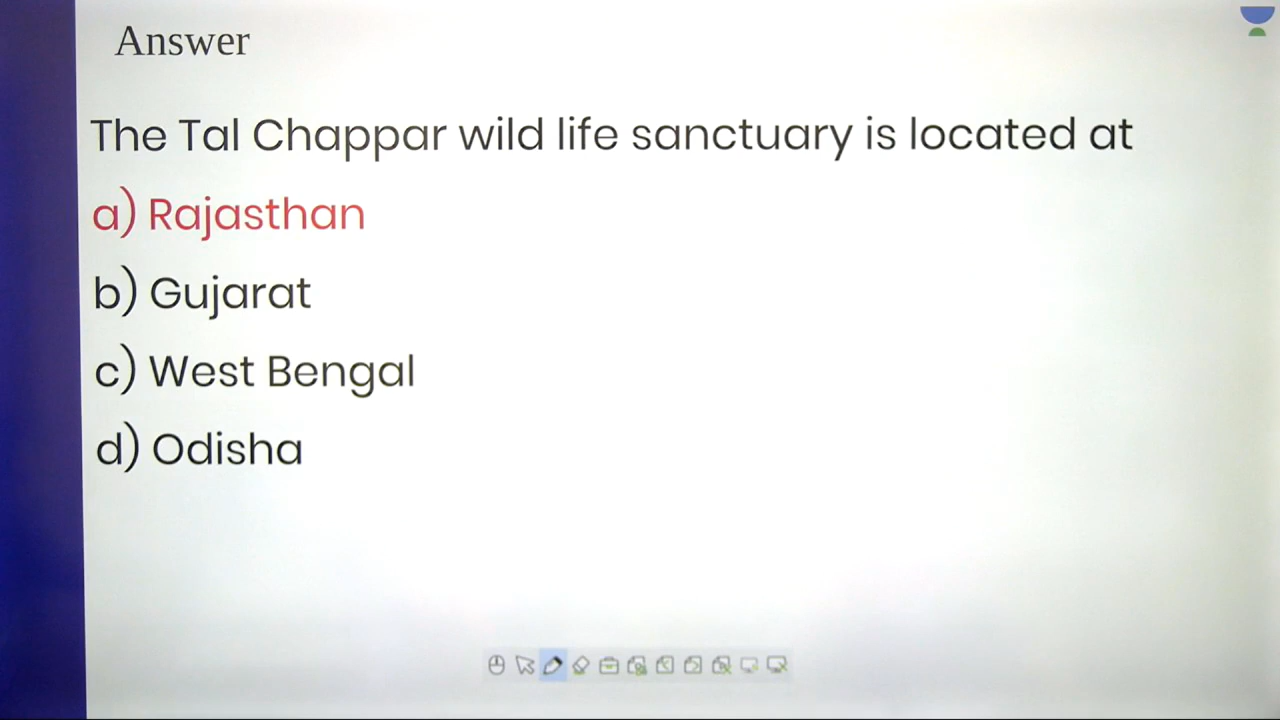 Answer
The Tal Chappar wild life sanctuary is located at
a) Rajasthan
b) Gujarat
c) West Bengal
d) Odisha